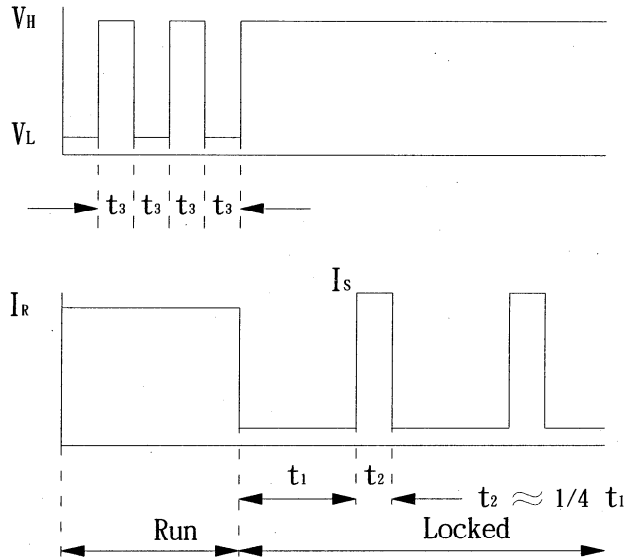 VH
VL
t3 t3 t3 t3
IR
IS
t1 t2
t2 ≈ 1/4 t1
Run Locked